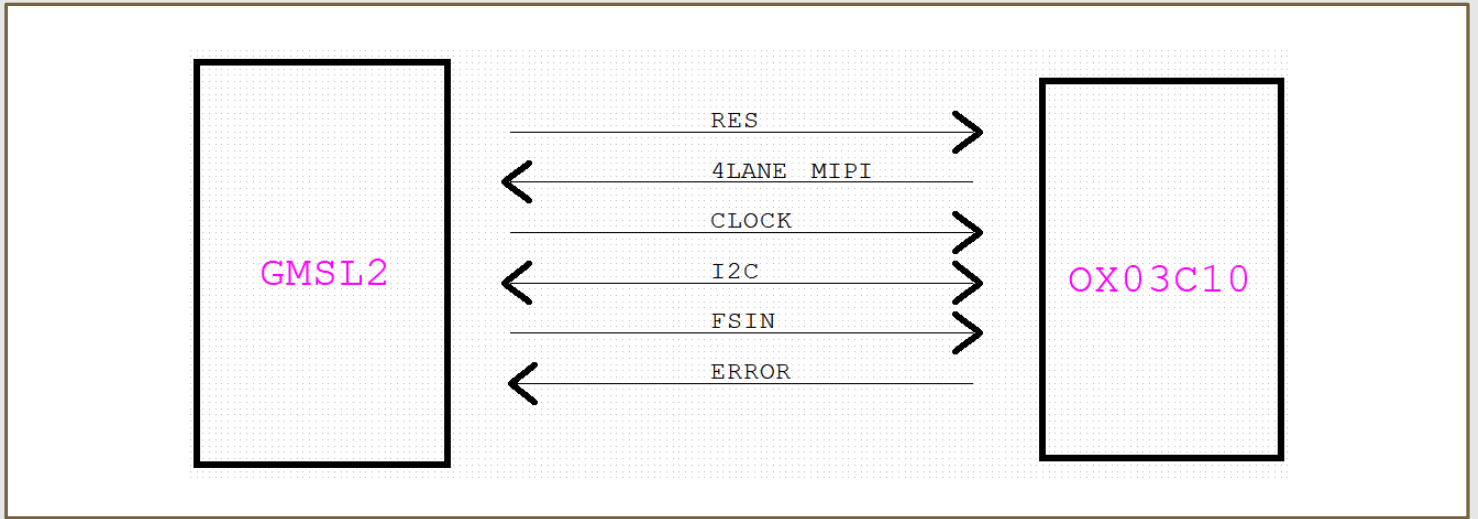 RES
4LANE MIPI
CLOCK
GMSL2
I2C
OX03C10
FSIN
ERROR